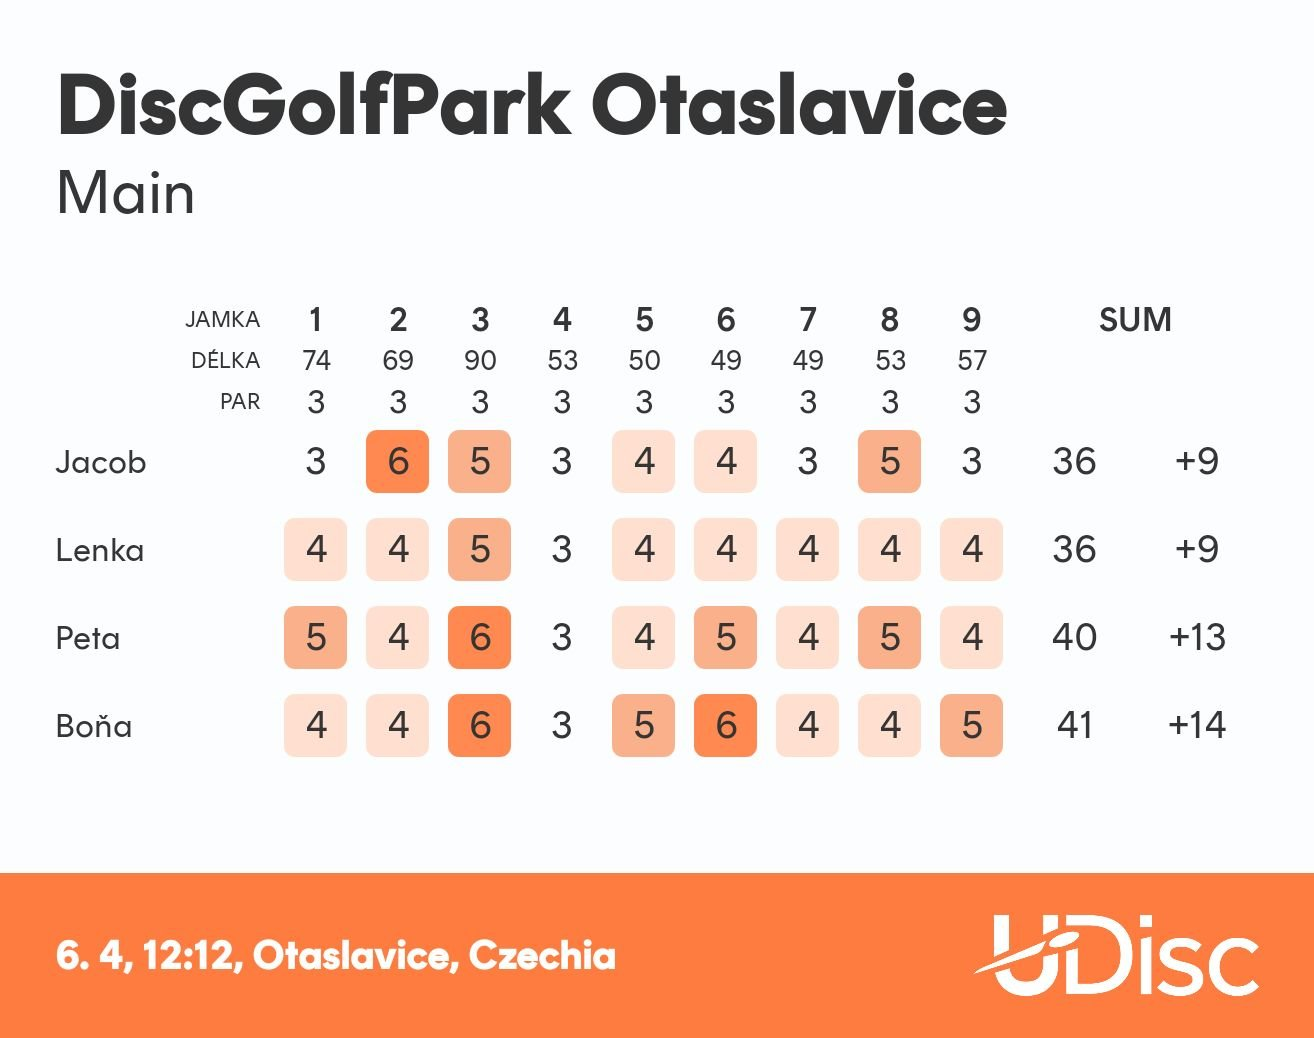 DiscGolfPark Otaslavice
Main
JAMKA 1 2 3 4 5 6 7 8 9 SUM
DÉLKA 74 69 90 53 50 49 49 53 57
PAR 3 3 3 3 3 3 3 3 3
Jacob 3 6 5 3 4 4 3 5 3 36 +9
Lenka 4 4 5 3 4 4 4 4 4 36 +9
Peta 5 4 6 3 4 5 4 5 4 40 +13
Boňa 4 4 6 3 5 6 4 4 5 41 +14
6. 4, 12:12, Otaslavice, Czechia
UDisc